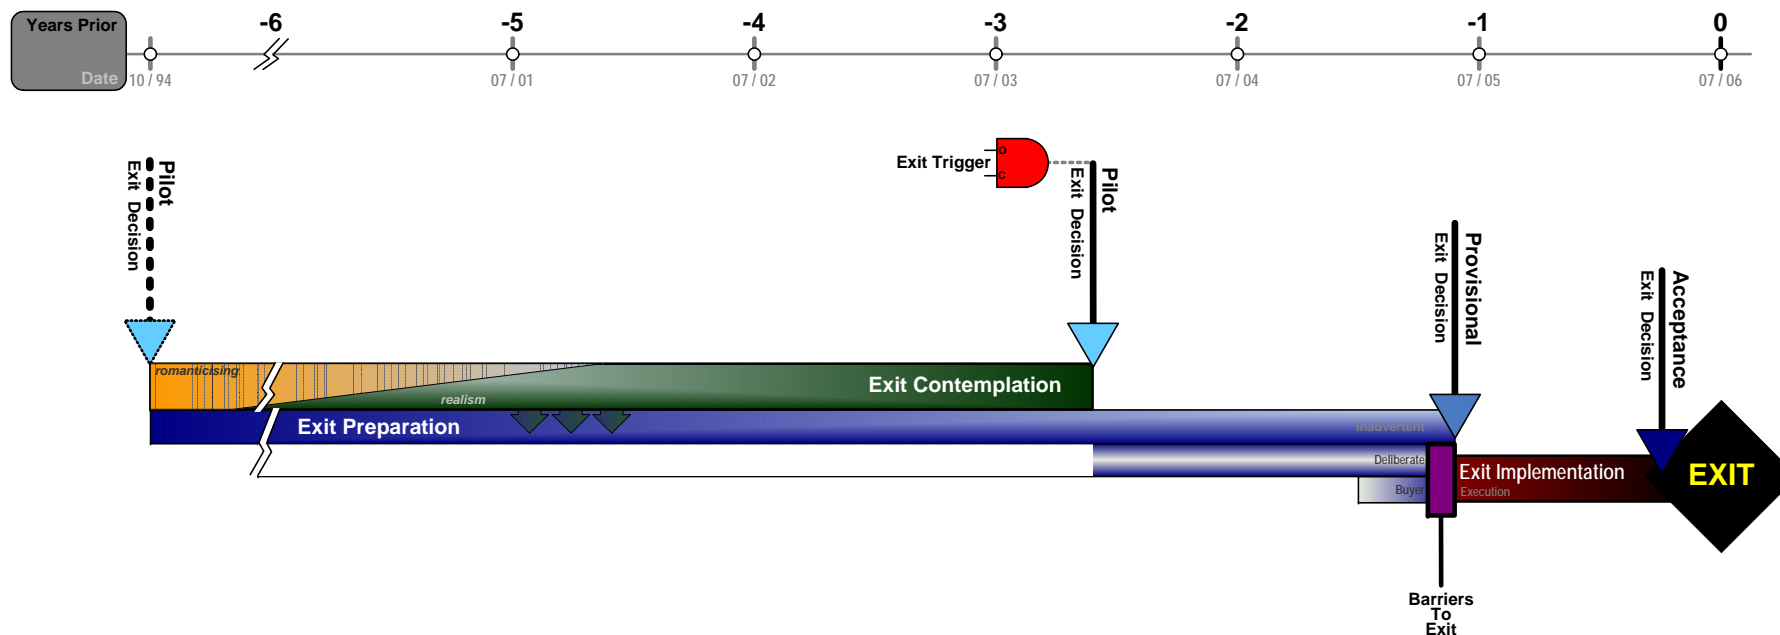 Years Prior
-6
-5
-4
-3
-2
-1
0
Date
10 / 94
07 / 01
07 / 02
07 / 03
07 / 04
07 / 05
07 / 06
Exit Trigger
O
C
Pilot
Exit Decision
Pilot
Exit Decision
Provisional
Exit Decision
Acceptance
Exit Decision
romanticising
realism
Exit Contemplation
Exit Preparation
Inadvertent
Deliberate
Buyer
Exit Implementation
Execution
EXIT
Barriers
To
Exit